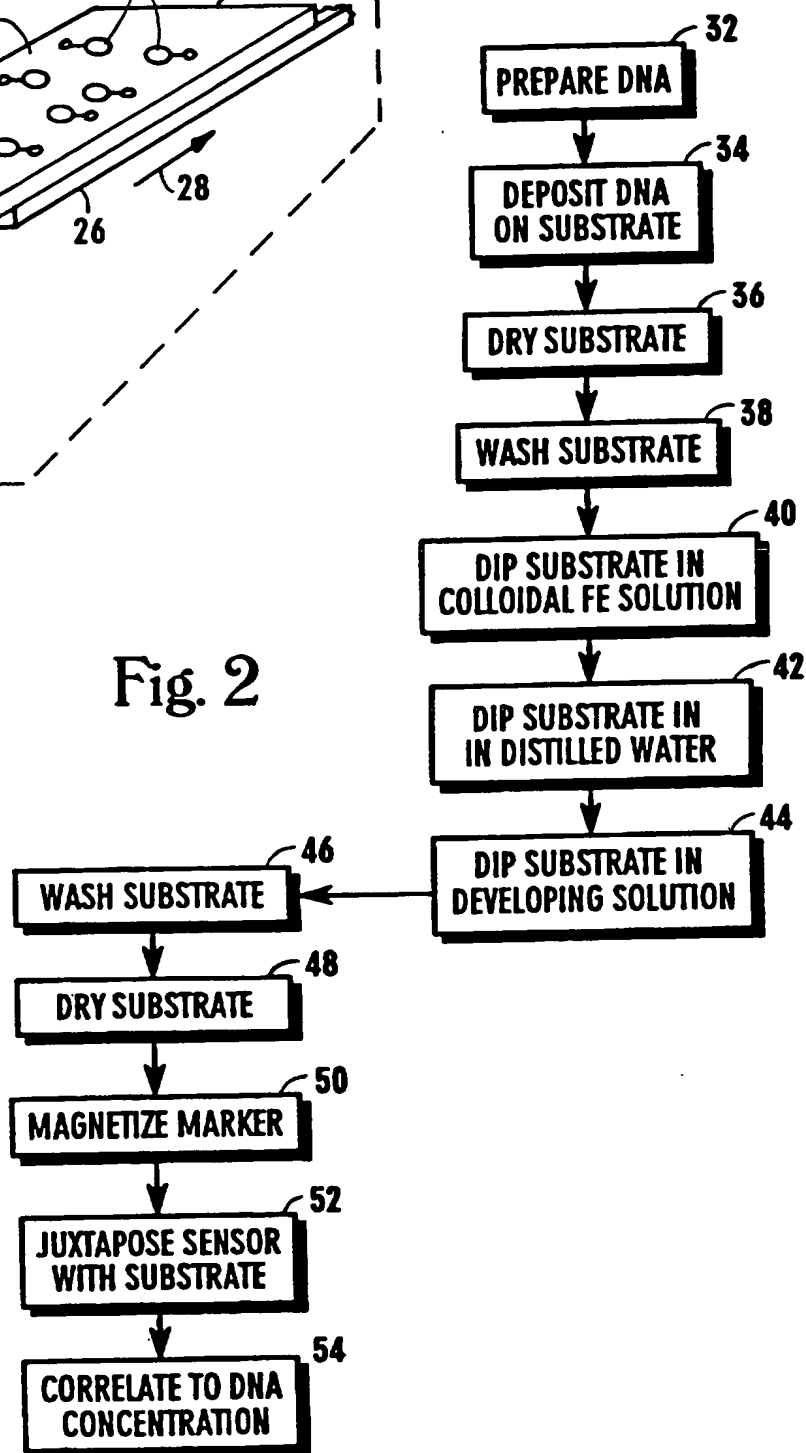 32
PREPARE DNA
34
DEPOSIT DNA
ON SUBSTRATE
36
DRY SUBSTRATE
38
WASH SUBSTRATE
40
DIP SUBSTRATE IN
COLLOIDAL FE SOLUTION
42
DIP SUBSTRATE IN
IN DISTILLED WATER
44
DIP SUBSTRATE IN
DEVELOPING SOLUTION
46
WASH SUBSTRATE
48
DRY SUBSTRATE
50
MAGNETIZE MARKER
52
JUXTAPOSE SENSOR
WITH SUBSTRATE
54
CORRELATE TO DNA
CONCENTRATION
28
26
Fig. 2